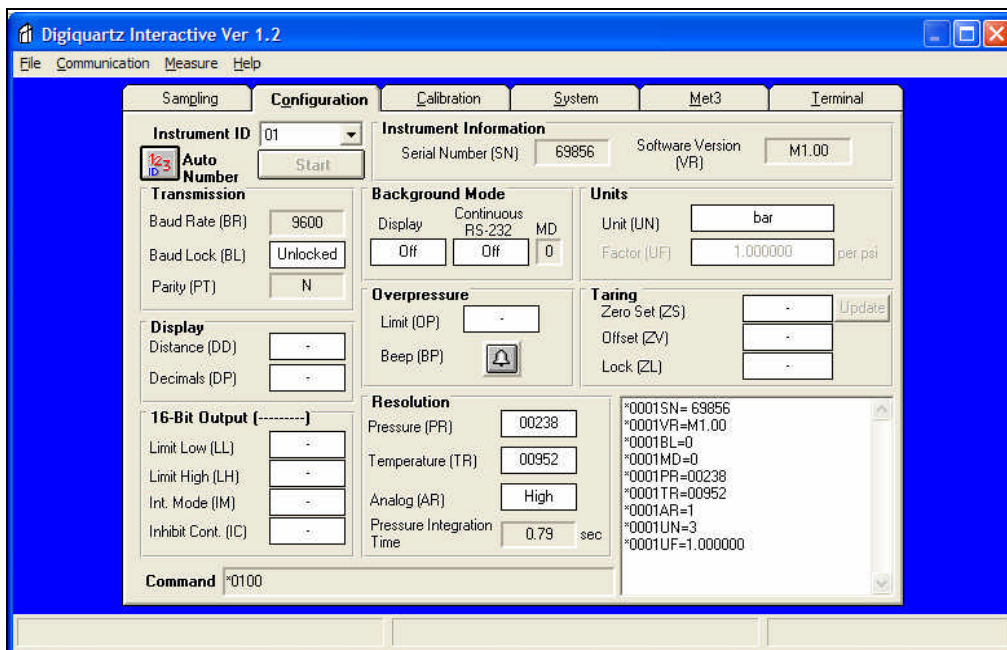 Digiquartz Interactive Ver 1.2
File Communication Measure Help
Sampling Configuration Calibration System Met3 Terminal
Instrument ID 01
123 ID Auto Number Start
Instrument Information
Serial Number (SN) 69856 Software Version (VR) M1.00
Transmission
Baud Rate (BR) 9600
Baud Lock (BL) Unlocked
Parity (PT) N
Background Mode
Display Continuous RS-232 MD
Off Off 0
Units
Unit (UN) bar
Factor (UF) 1.000000 per psi
Overpressure
Limit (OP) -
Beep (BP)
Taring
Zero Set (ZS) - Update
Offset (ZV) -
Lock (ZL) -
Display
Distance (DD) -
Decimals (DP) -
16-Bit Output (---------)
Limit Low (LL) -
Limit High (LH) -
Int. Mode (IM) -
Inhibit Cont. (IC) -
Resolution
Pressure (PR) 00238
Temperature (TR) 00952
Analog (AR) High
Pressure Integration Time 0.79 sec
*0001SN= 69856
*0001VR=M1.00
*0001BL=0
*0001MD=0
*0001PR=00238
*0001TR=00952
*0001AR=1
*0001UN=3
*0001UF=1.000000
Command *0100